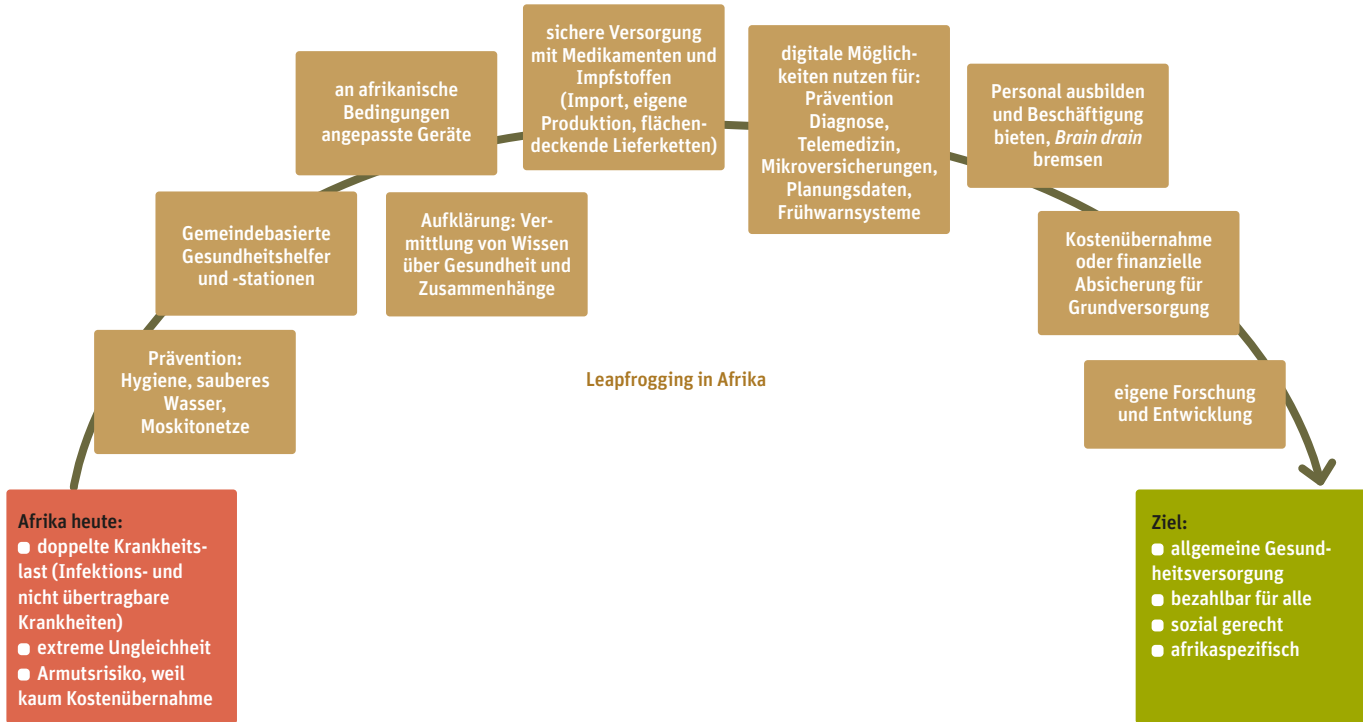 sichere Versorgung
mit Medikamenten und
Impfstoffen
(Import, eigene
Produktion, flächen-
deckende Lieferketten)
digitale Möglich-
keiten nutzen für:
Prävention
Diagnose,
Telemedizin,
Mikroversicherungen,
Planungsdaten,
Frühwarnsysteme
an afrikanische
Bedingungen
angepasste Geräte
Personal ausbilden
und Beschäftigung
bieten, Brain drain
bremsen
Gemeindebasierte
Gesundheitshelfer
und -stationen
Aufklärung: Ver-
mittlung von Wissen
über Gesundheit und
Zusammenhänge
Kostenübernahme
oder finanzielle
Absicherung für
Grundversorgung
Prävention:
Hygiene, sauberes
Wasser,
Moskitonetze
Leapfrogging in Afrika
eigene Forschung
und Entwicklung
Afrika heute:
doppelte Krankheits-
last (Infektions- und
nicht übertragbare
Krankheiten)
extreme Ungleichheit
Armutsrisiko, weil
kaum Kostenübernahme
Ziel:
allgemeine Gesund-
heitsversorgung
bezahlbar für alle
sozial gerecht
afrikaspezifisch